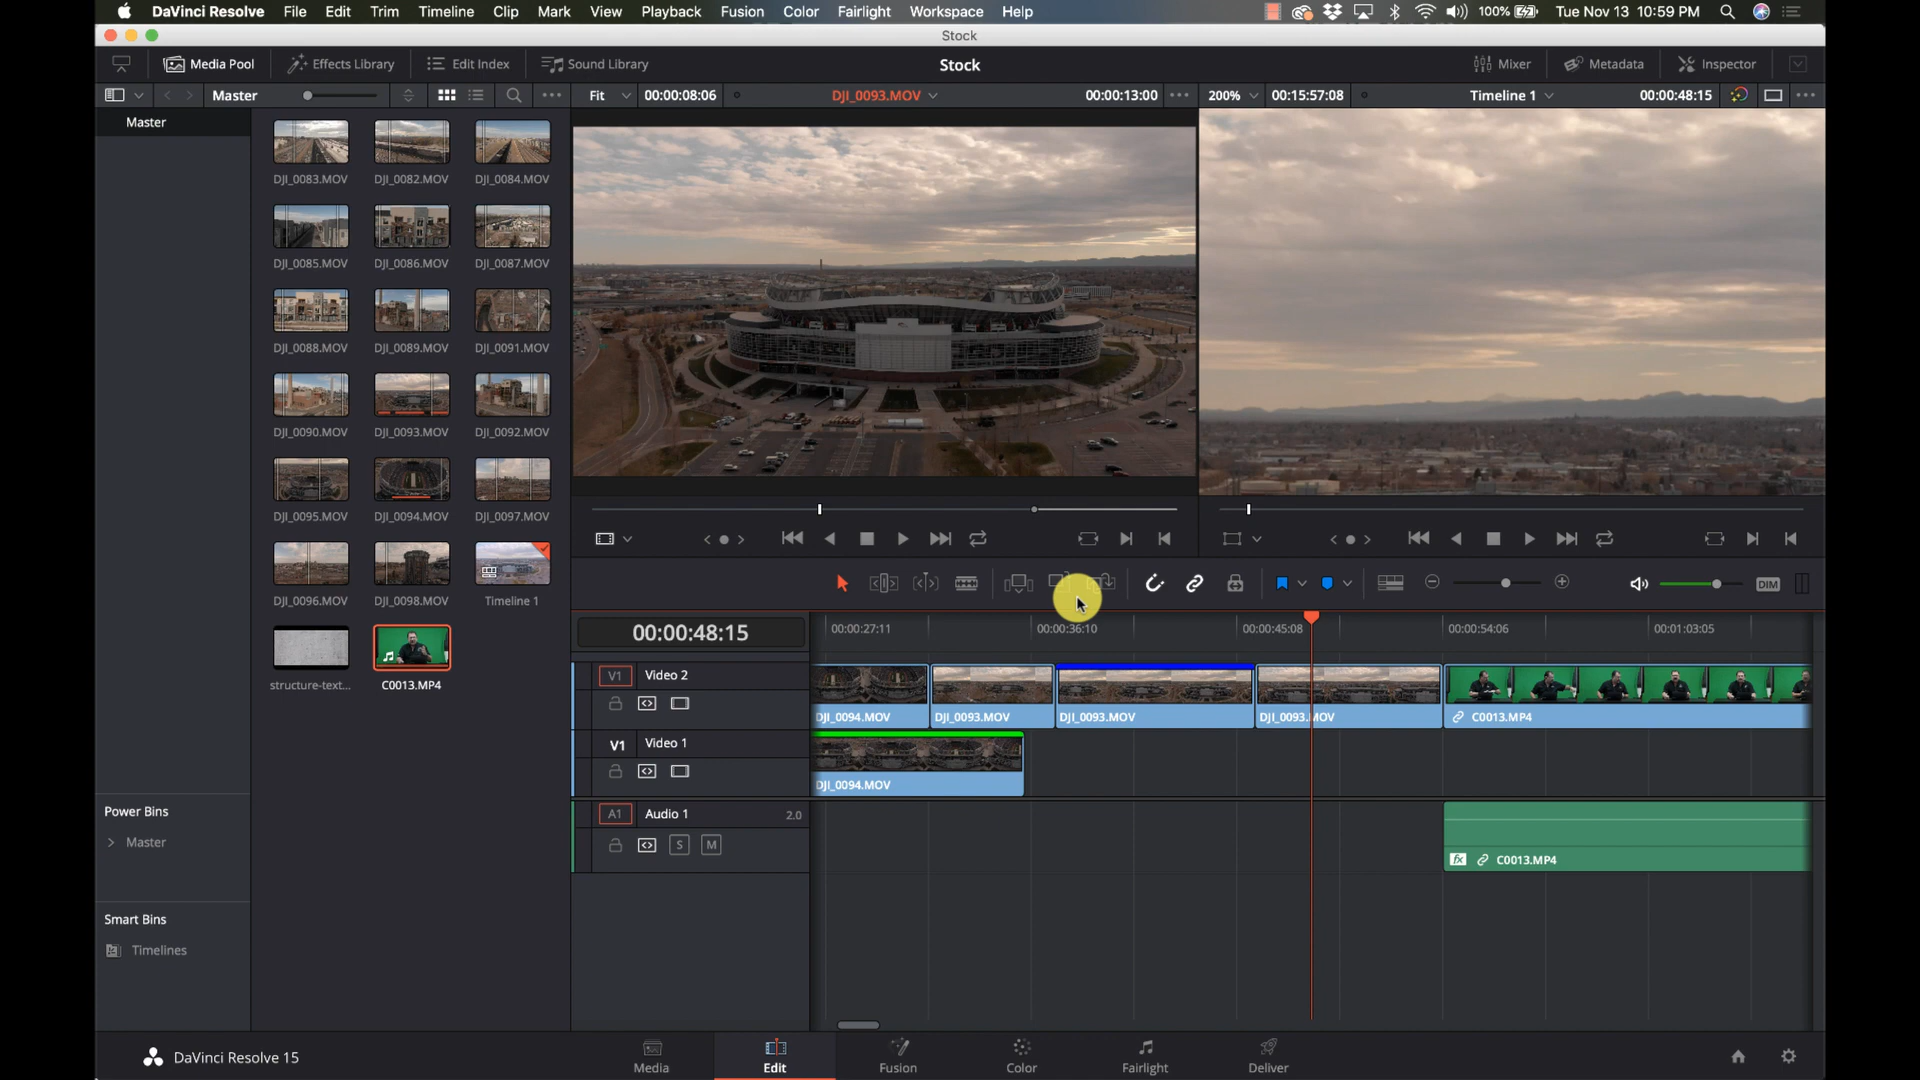 DaVinci Resolve File Edit Trim Timeline Clip Mark View Playback Fusion Color Fairlight Workspace Help 100% Tue Nov 13 10:59 PM
Stock
Media Pool Effects Library Edit Index Sound Library Stock Mixer Metadata Inspector
Master Fit 00:00:08:06 DJI_0093.MOV 00:00:13:00 200% 00:15:57:08 Timeline 1 00:00:48:15
Master
DJI_0083.MOV DJI_0082.MOV DJI_0084.MOV
DJI_0085.MOV DJI_0086.MOV DJI_0087.MOV
DJI_0088.MOV DJI_0089.MOV DJI_0091.MOV
DJI_0090.MOV DJI_0093.MOV DJI_0092.MOV
DJI_0095.MOV DJI_0094.MOV DJI_0097.MOV
DJI_0096.MOV DJI_0098.MOV Timeline 1
structure-text... C0013.MP4
DIM
00:00:48:15 00:00:27:11 00:00:36:10 00:00:45:08 00:00:54:06 00:01:03:05
V1 Video 2
DJI_0094.MOV DJI_0093.MOV DJI_0093.MOV DJI_0093.MOV C0013.MP4
V1 Video 1
DJI_0094.MOV
A1 Audio 1 2.0
S M
fx C0013.MP4
Power Bins
Master
Smart Bins
Timelines
DaVinci Resolve 15
Media Edit Fusion Color Fairlight Deliver